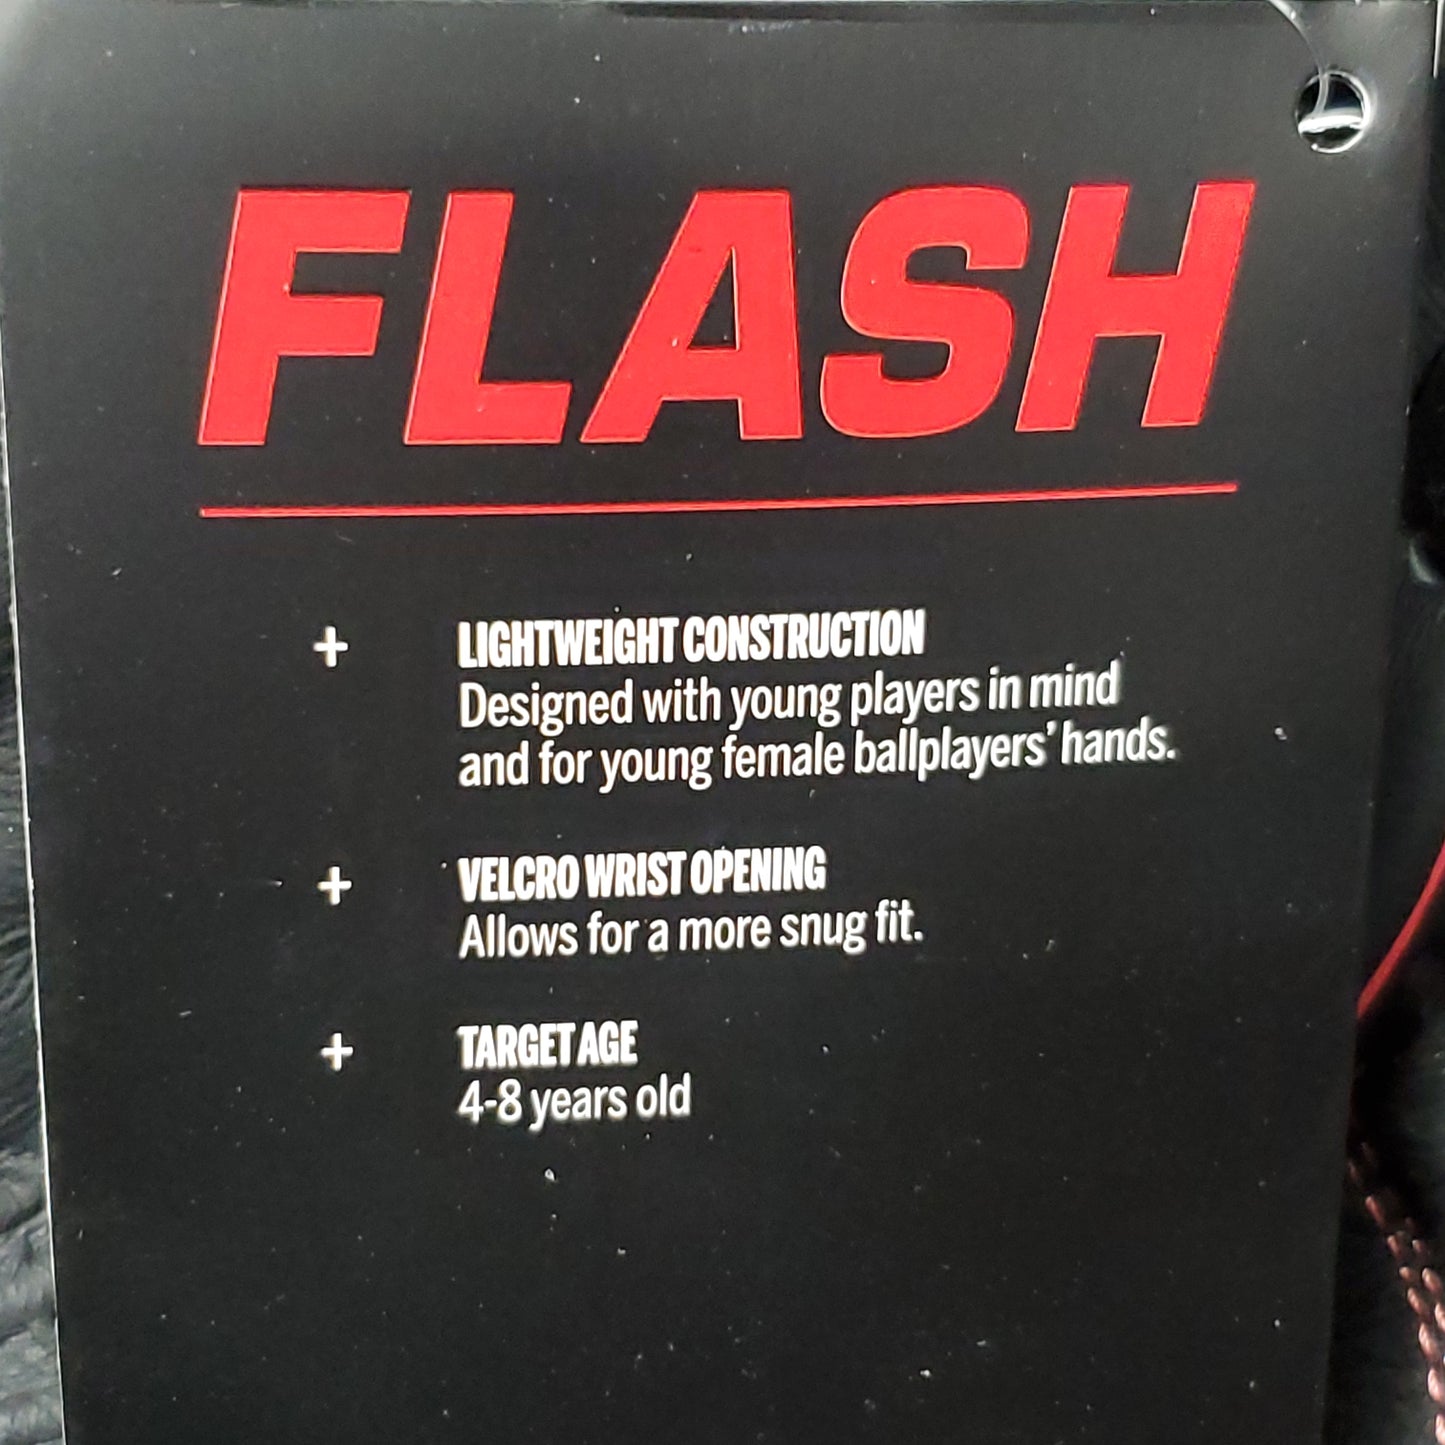 FLASH
+ LIGHTWEIGHT CONSTRUCTION
Designed with young players in mind
and for young female ballplayers' hands.
+ VELCRO WRIST OPENING
Allows for a more snug fit.
+ TARGET AGE
4-8 years old